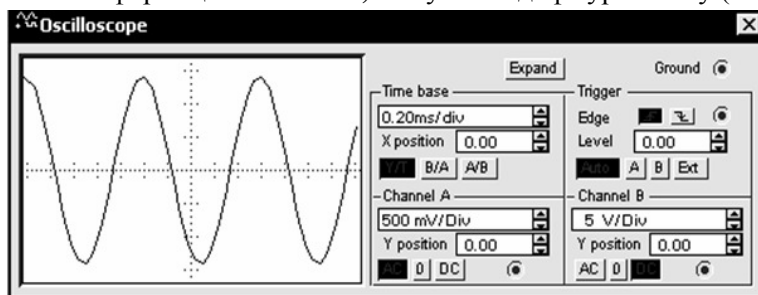 Oscilloscope
Expand
Ground
Time base
0.20ms/div
X position 0.00
Y/T B/A A/B
Trigger
Edge
Level 0.00
Auto A B Ext
Channel A
500 mV/Div
Y position 0.00
AC 0 DC
Channel B
5 V/Div
Y position 0.00
AC 0 DC